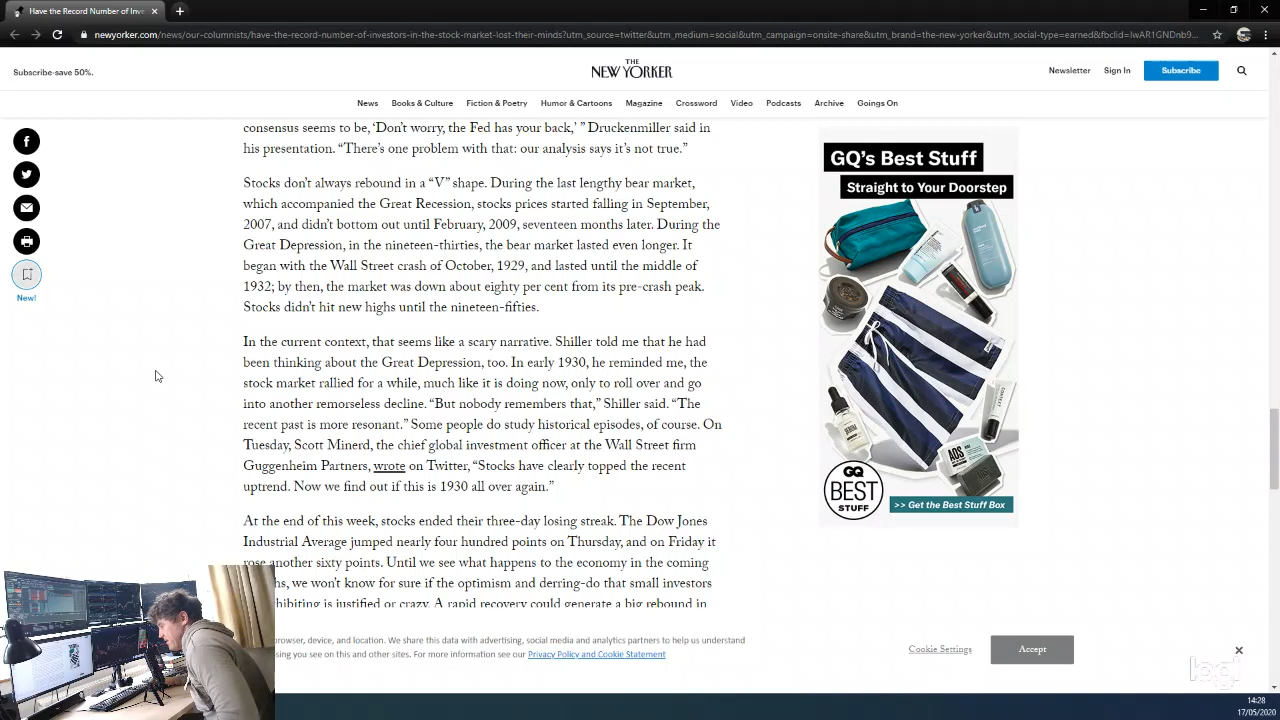 Have the Record Number of Inve
newyorker.com/news/our-columnists/have-the-record-number-of-investors-in-the-stock-market-lost-their-minds?utm_source=twitter&utm_medium=social&utm_campaign=onsite-share&utm_brand=the-new-yorker&utm_social-type=earned&fbclid=IwAR1GNDnb9...
Subscribe-save 50%.
THE
NEW YORKER
Newsletter
Sign In
Subscribe
News
Books & Culture
Fiction & Poetry
Humor & Cartoons
Magazine
Crossword
Video
Podcasts
Archive
Goings On
New!
consensus seems to be, ‘Don’t worry, the Fed has your back,’ ” Druckenmiller said in
his presentation. “There’s one problem with that: our analysis says it’s not true.”
Stocks don’t always rebound in a “V” shape. During the last lengthy bear market,
which accompanied the Great Recession, stocks prices started falling in September,
2007, and didn’t bottom out until February, 2009, seventeen months later. During the
Great Depression, in the nineteen-thirties, the bear market lasted even longer. It
began with the Wall Street crash of October, 1929, and lasted until the middle of
1932; by then, the market was down about eighty per cent from its pre-crash peak.
Stocks didn’t hit new highs until the nineteen-fifties.
In the current context, that seems like a scary narrative. Shiller told me that he had
been thinking about the Great Depression, too. In early 1930, he reminded me, the
stock market rallied for a while, much like it is doing now, only to roll over and go
into another remorseless decline. “But nobody remembers that,” Shiller said. “The
recent past is more resonant.” Some people do study historical episodes, of course. On
Tuesday, Scott Minerd, the chief global investment officer at the Wall Street firm
Guggenheim Partners, wrote on Twitter, “Stocks have clearly topped the recent
uptrend. Now we find out if this is 1930 all over again.”
At the end of this week, stocks ended their three-day losing streak. The Dow Jones
Industrial Average jumped nearly four hundred points on Thursday, and on Friday it
rose another sixty points. Until we see what happens to the economy in the coming
we won’t know for sure if the optimism and derring-do that small investors
is justified or crazy. A rapid recovery could generate a big rebound in
GQ’s Best Stuff
Straight to Your Doorstep
AOS
GQ
BEST
STUFF
>> Get the Best Stuff Box
browser, device, and location. We share this data with advertising, social media and analytics partners to help us understand
you see on this and other sites. For more information see our Privacy Policy and Cookie Statement
Cookie Settings
Accept
14:28
17/05/2020